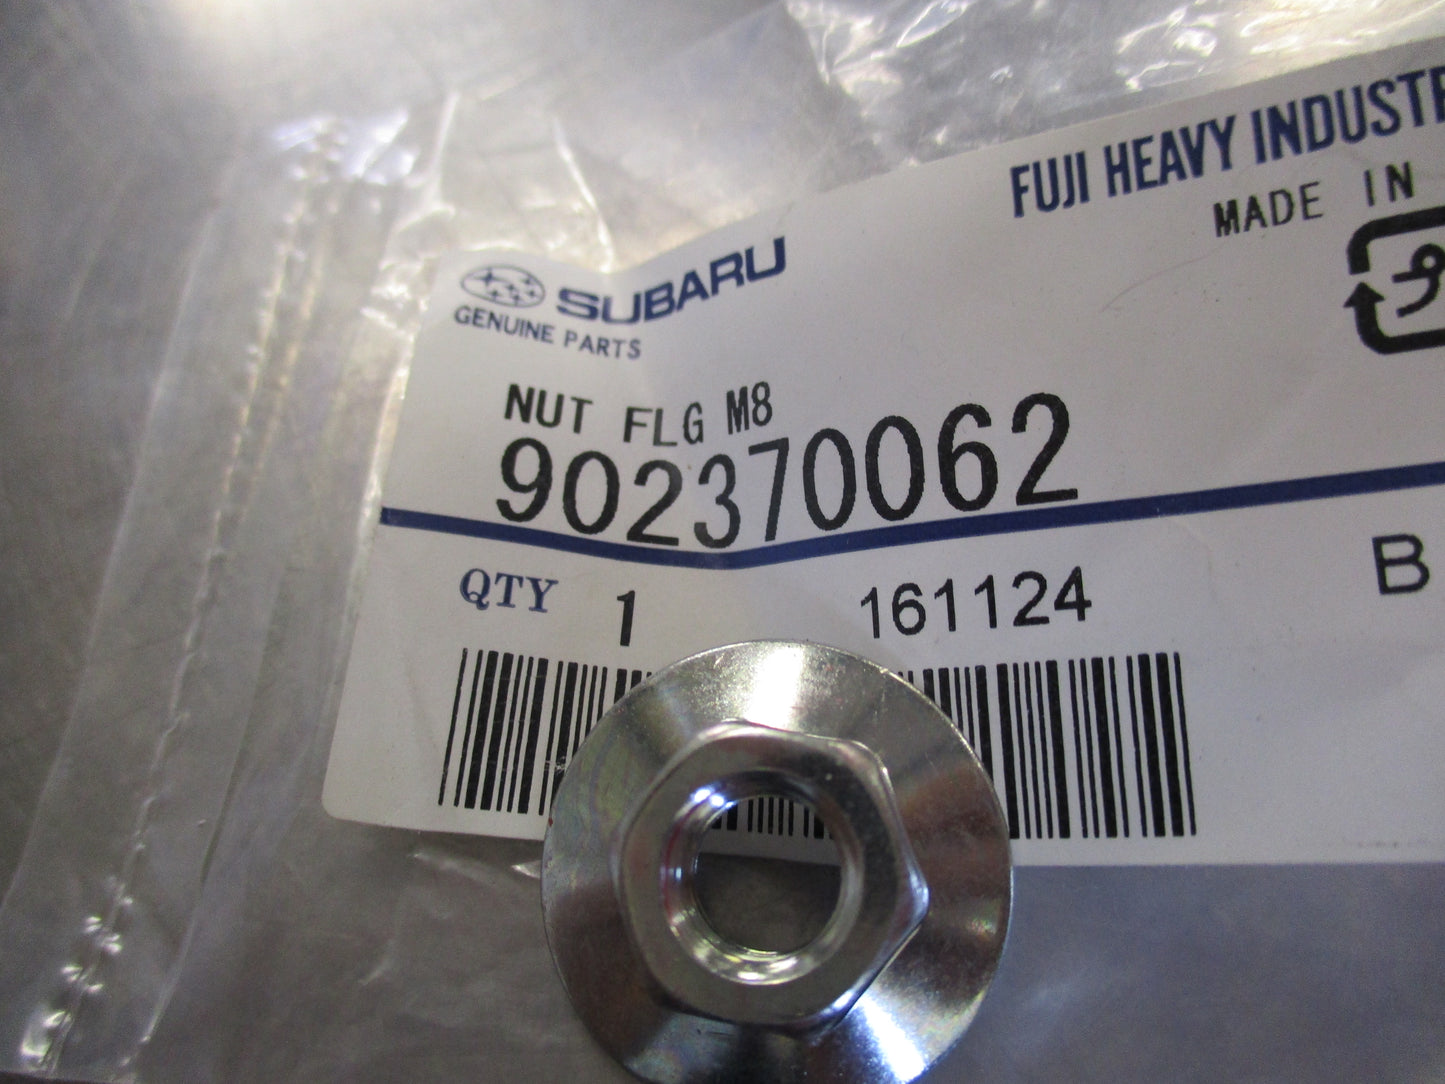 FUJI HEAVY INDUSTR
MADE IN
SUBARU
GENUINE PARTS
NUT FLG M8
902370062
QTY 1 161124 B